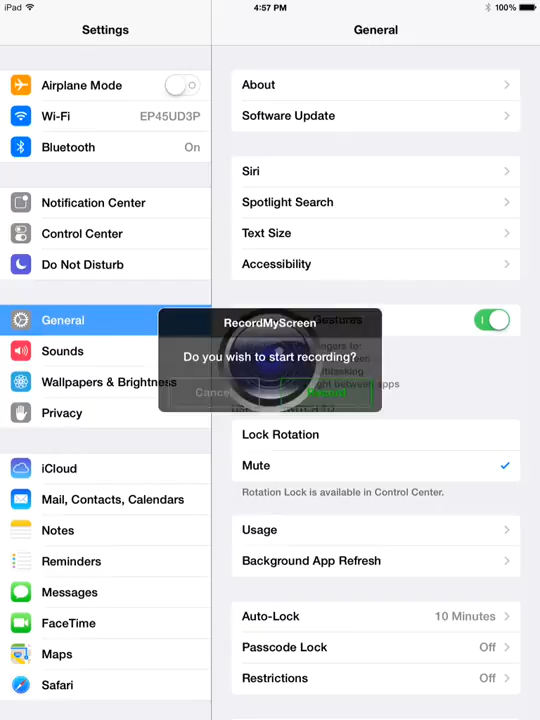 iPad
4:57 PM
100%
Settings
General
Airplane Mode
Wi-Fi EP45UD3P
Bluetooth On
Notification Center
Control Center
Do Not Disturb
General
Sounds
Wallpapers & Brightness
Privacy
iCloud
Mail, Contacts, Calendars
Notes
Reminders
Messages
FaceTime
Maps
Safari
About
Software Update
Siri
Spotlight Search
Text Size
Accessibility
Gestures
RecordMyScreen
Do you wish to start recording?
Cancel
Record
between apps
Lock Rotation
Mute
Rotation Lock is available in Control Center.
Usage
Background App Refresh
Auto-Lock 10 Minutes
Passcode Lock Off
Restrictions Off